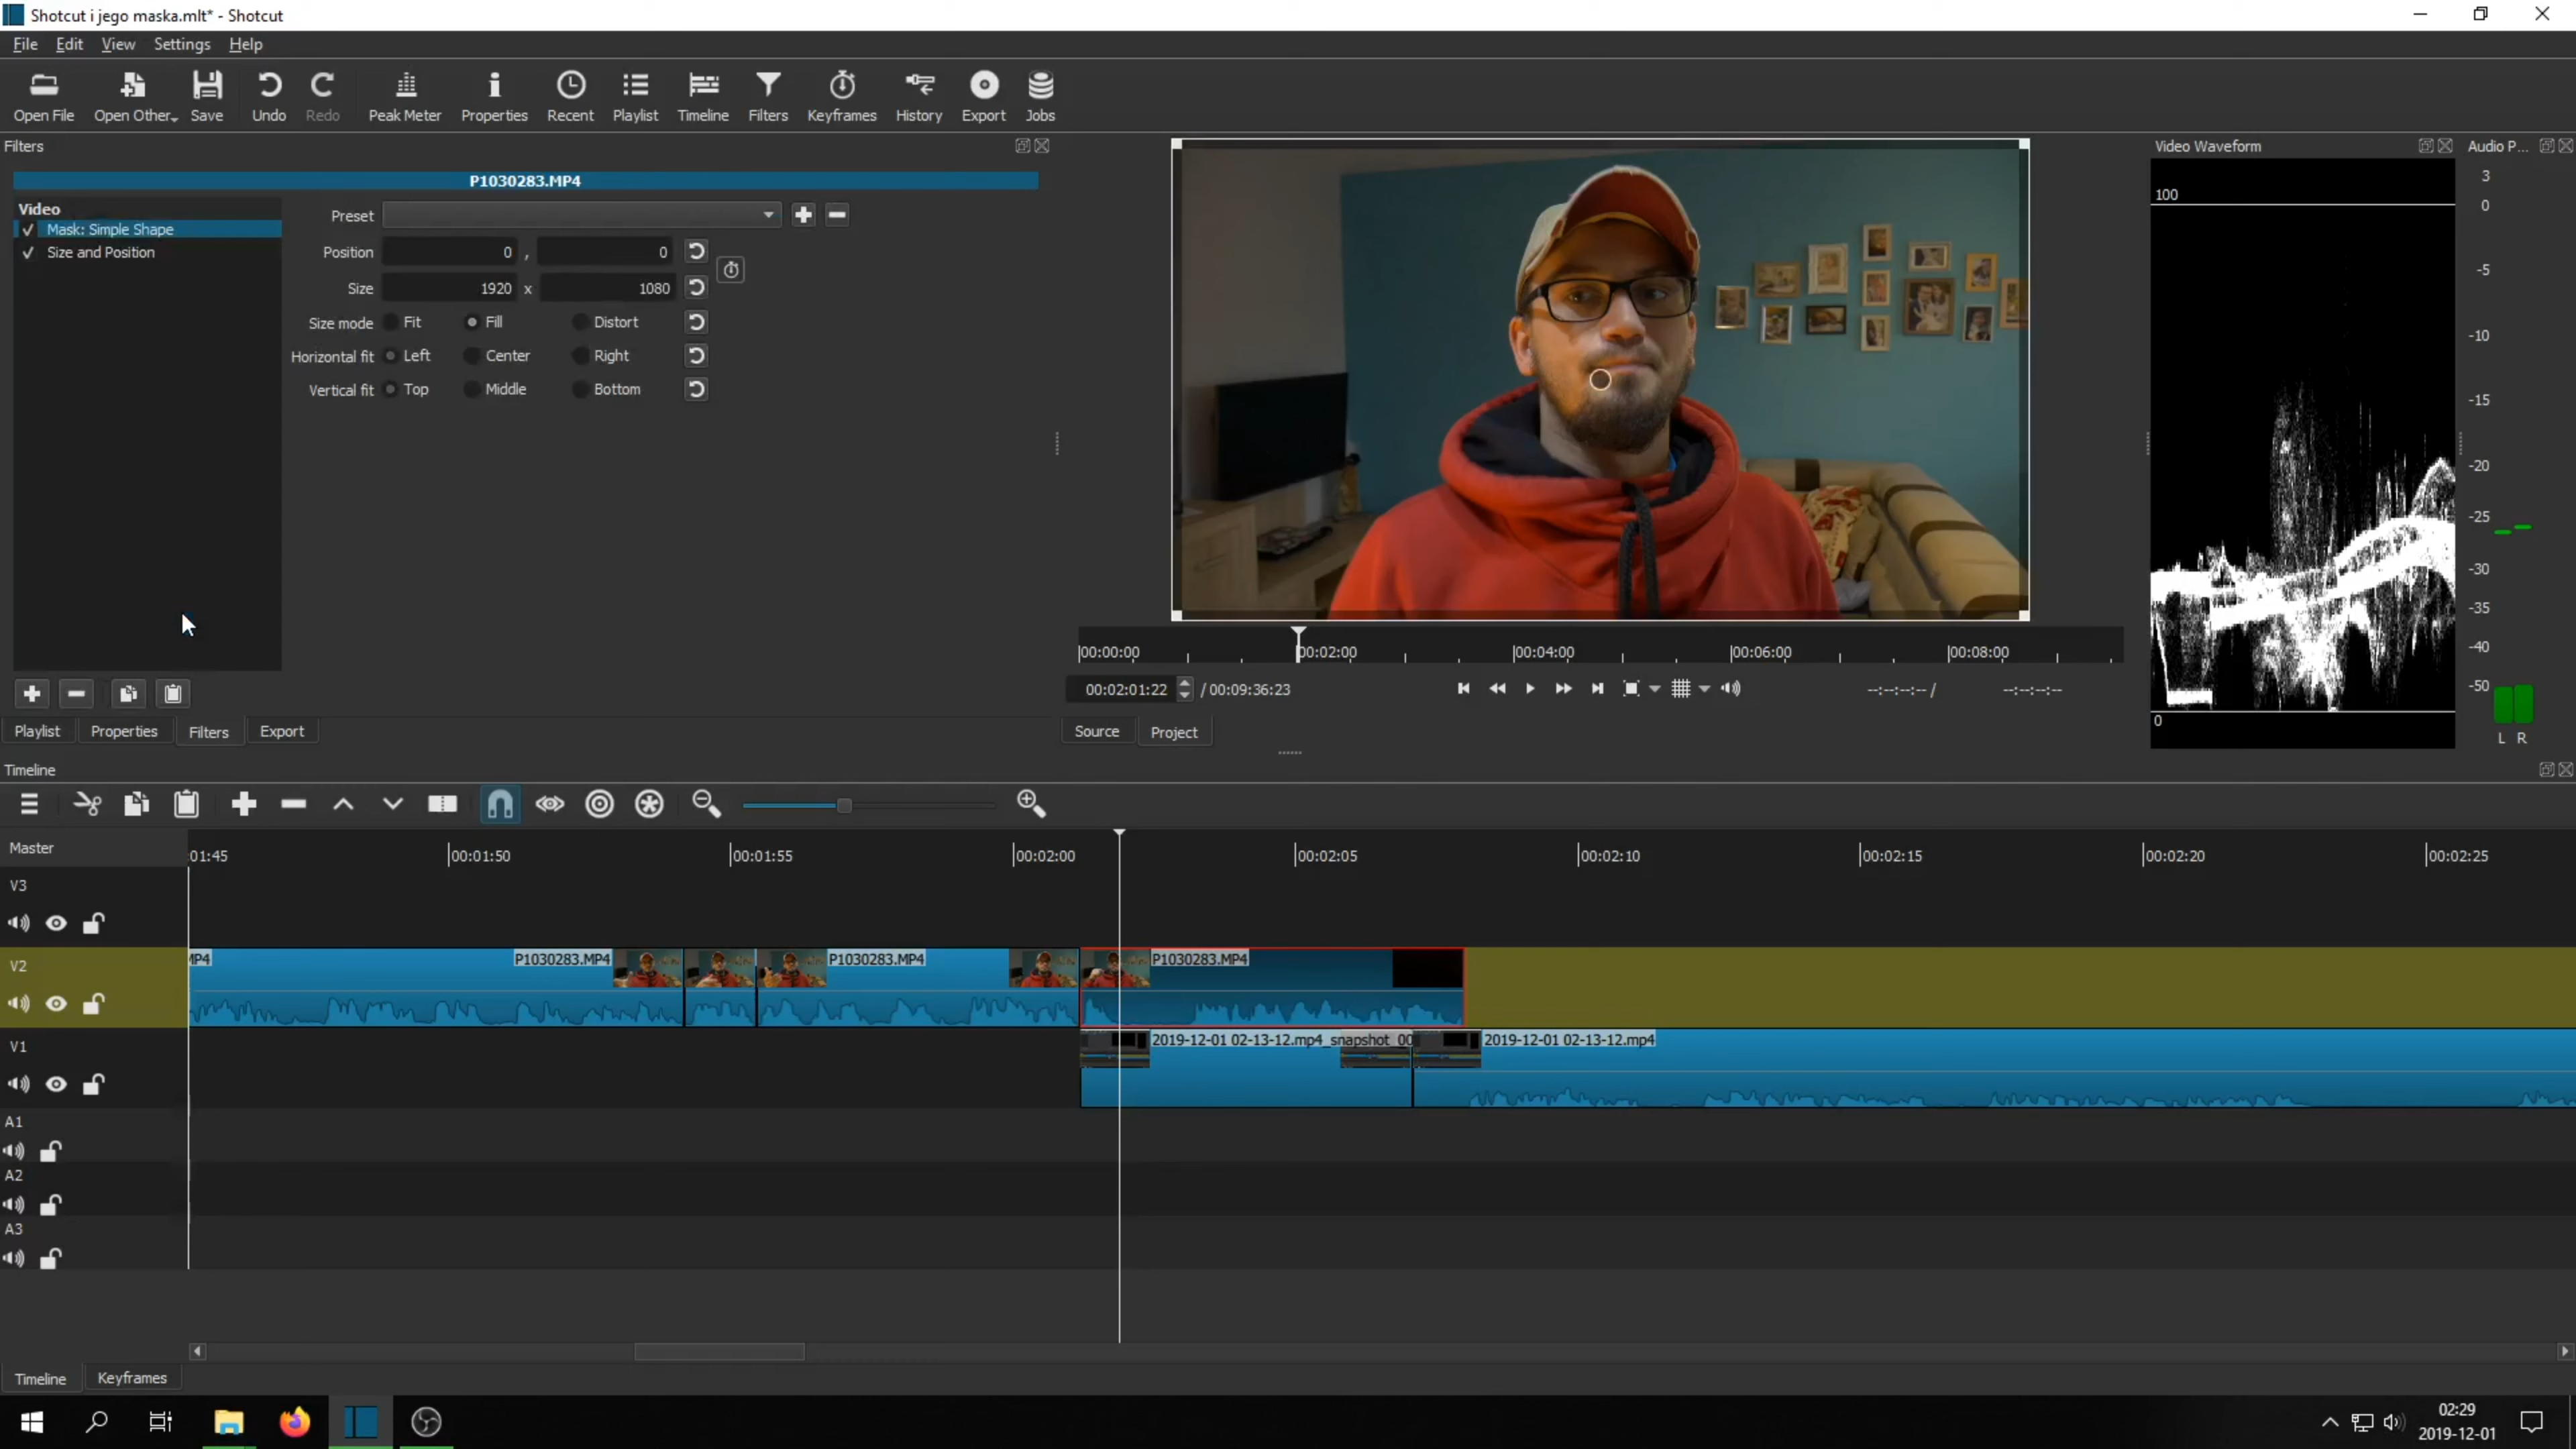 Shotcut i jego maska.mlt* - Shotcut
File Edit View Settings Help
Open File Open Other Save Undo Redo Peak Meter Properties Recent Playlist Timeline Filters Keyframes History Export Jobs
Filters
P1030283.MP4
Video
Mask: Simple Shape
Size and Position
Preset
Position 0 , 0
Size 1920 x 1080
Size mode Fit Fill Distort
Horizontal fit Left Center Right
Vertical fit Top Middle Bottom
Playlist Properties Filters Export
00:00:00 00:02:00 00:04:00 00:06:00 00:08:00
00:02:01:22 / 00:09:36:23 --:--:--:-- / --:--:--:--
Source Project
Video Waveform
100
0
Audio P...
3
0
-5
-10
-15
-20
-25
-30
-35
-40
-50
L R
Timeline
Master
:01:45 00:01:50 00:01:55 00:02:00 00:02:05 00:02:10 00:02:15 00:02:20 00:02:25
V3
V2
MP4 P1030283.MP4 P1030283.MP4 P1030283.MP4
V1
2019-12-01 02-13-12.mp4_snapshot_00 2019-12-01 02-13-12.mp4
A1
A2
A3
Timeline Keyframes
02:29
2019-12-01